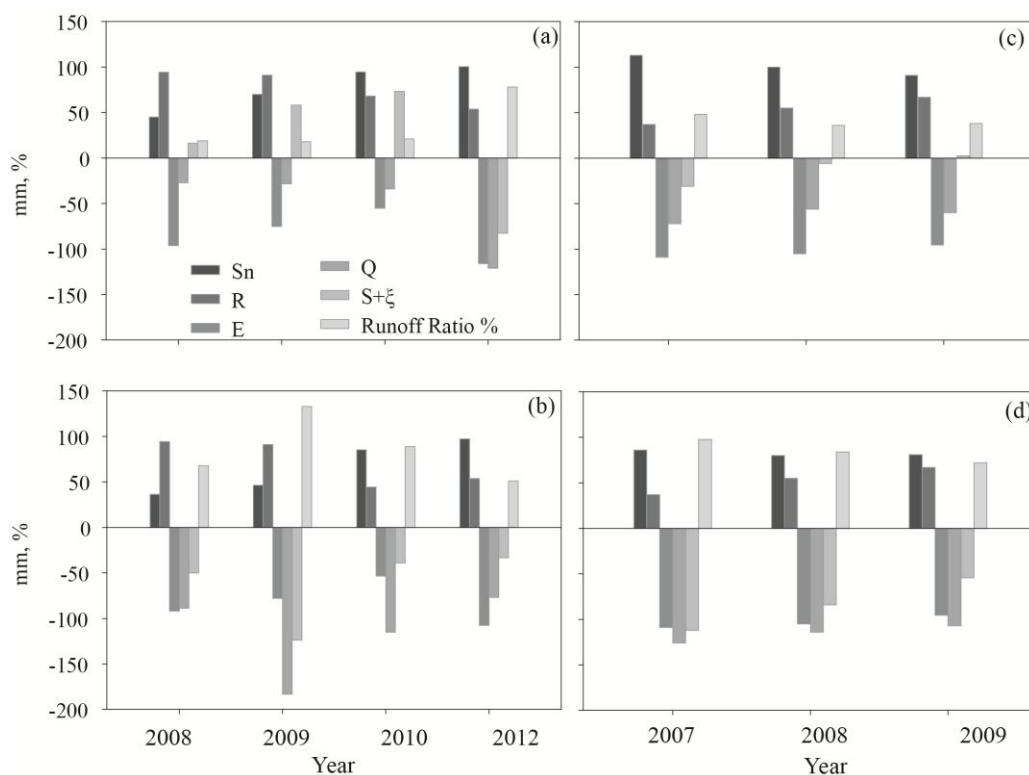 150
100
50
0
-50
-100
-150
-200
mm, %
(a)
Sn
R
E
Q
S+ξ
Runoff Ratio %
(c)
150
100
50
0
-50
-100
-150
-200
mm, %
(b)
2008 2009 2010 2012
Year
(d)
2007 2008 2009
Year